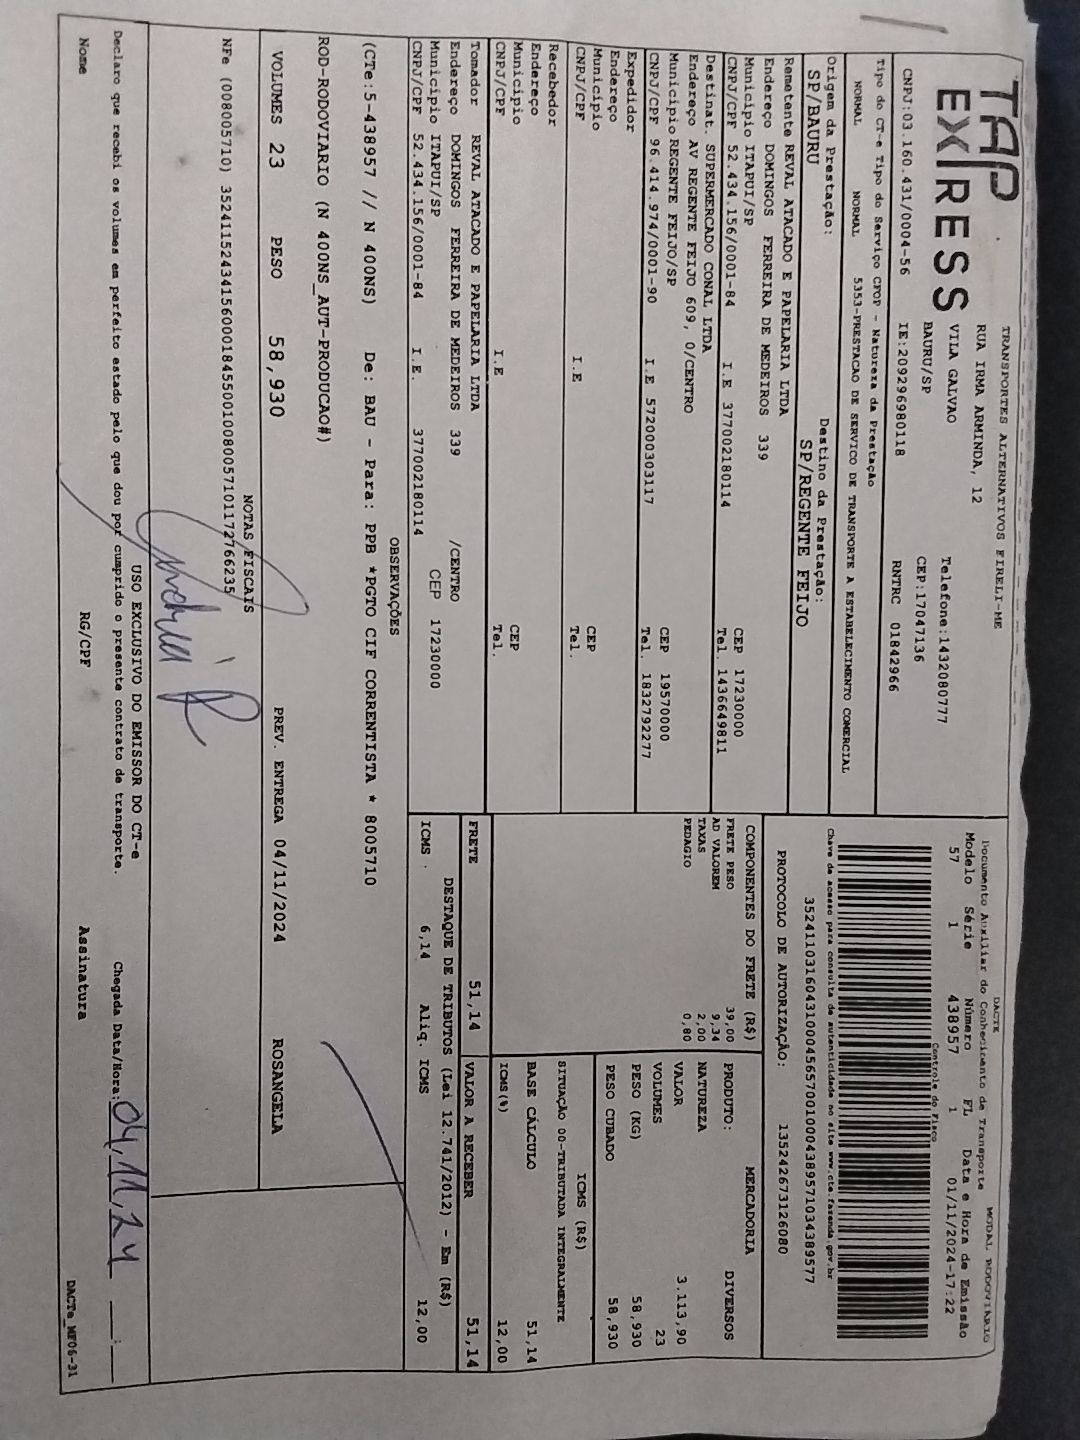 TAP
EXPRESS
TRANSPORTES ALTERNATIVOS EIRELI-ME
RUA IRMA ARMINDA, 12
VILA GALVAO
BAURU/SP
Telefone:1432080777
CEP:17047136
CNPJ:03.160.431/0004-56
IE:209296980118
RNTRC 01842966
DACTE
Documento Auxiliar do Conhecimento de Transporte
MODAL RODOVIARIO
Modelo Série Número FL Data e Hora de Emissão
57 1 438957 1 01/11/2024-17:22
Controle do Fisco
Chave de acesso para consulta de autenticidade no site www.cte.fazenda.gov.br
35241103160431000456570010004389571034389577
PROTOCOLO DE AUTORIZAÇÃO: 135242673126080
Tipo do CT-e Tipo do Serviço CFOP - Natureza da Prestação
NORMAL NORMAL 5353-PRESTACAO DE SERVICO DE TRANSPORTE A ESTABELECIMENTO COMERCIAL
Origem da Prestação: Destino da Prestação:
SP/BAURU SP/REGENTE FEIJO
Remetente REVAL ATACADO E PAPELARIA LTDA
Endereço DOMINGOS FERREIRA DE MEDEIROS 339
Municipio ITAPUI/SP CEP 17230000
CNPJ/CPF 52.434.156/0001-84 I.E 377002180114 Tel. 1436649811
Destinat. SUPERMERCADO CONAL LTDA
Endereço AV REGENTE FEIJO 609, 0/CENTRO
Municipio REGENTE FEIJO/SP CEP 19570000
CNPJ/CPF 96.414.974/0001-90 I.E 572000303117 Tel. 1832792277
Expedidor
Endereço
Municipio CEP
CNPJ/CPF I.E Tel.
Recebedor
Endereço
Municipio CEP
CNPJ/CPF I.E Tel.
Tomador REVAL ATACADO E PAPELARIA LTDA
Endereço DOMINGOS FERREIRA DE MEDEIROS 339 /CENTRO
Municipio ITAPUI/SP CEP 17230000
CNPJ/CPF 52.434.156/0001-84 I.E. 377002180114
COMPONENTES DO FRETE (R$)
FRETE PESO 39,00
AD VALOREM 9,34
TAXAS 2,00
PEDAGIO 0,80
MERCADORIA
PRODUTO: DIVERSOS
NATUREZA
VALOR 3.113,90
VOLUMES 23
PESO (KG) 58,930
PESO CUBADO 58,930
ICMS (R$)
SITUAÇÃO 00-TRIBUTADA INTEGRALMENTE
BASE CÁLCULO 51,14
ICMS(%) 12,00
FRETE 51,14 VALOR A RECEBER 51,14
DESTAQUE DE TRIBUTOS (Lei 12.741/2012) - Em (R$)
ICMS 6,14 Aliq. ICMS 12,00
OBSERVAÇÕES
(CTe:5-438957 // N 400NS) De: BAU - Para: PPB *PGTO CIF CORRENTISTA * 8005710
ROD-RODOVIARIO (N 400NS_AUT-PRODUCAO#)
VOLUMES 23 PESO 58,930 PREV. ENTREGA 04/11/2024 ROSANGELA
NOTAS FISCAIS
NFe (008005710) 35241152434156000184550010080057101172766235
USO EXCLUSIVO DO EMISSOR DO CT-e
Declaro que recebi os volumes em perfeito estado pelo que dou por cumprido o presente contrato de transporte. Chegada Data/Hora: 04,11,24 __:__
Nome RG/CPF Assinatura
DACTe_ME06-31